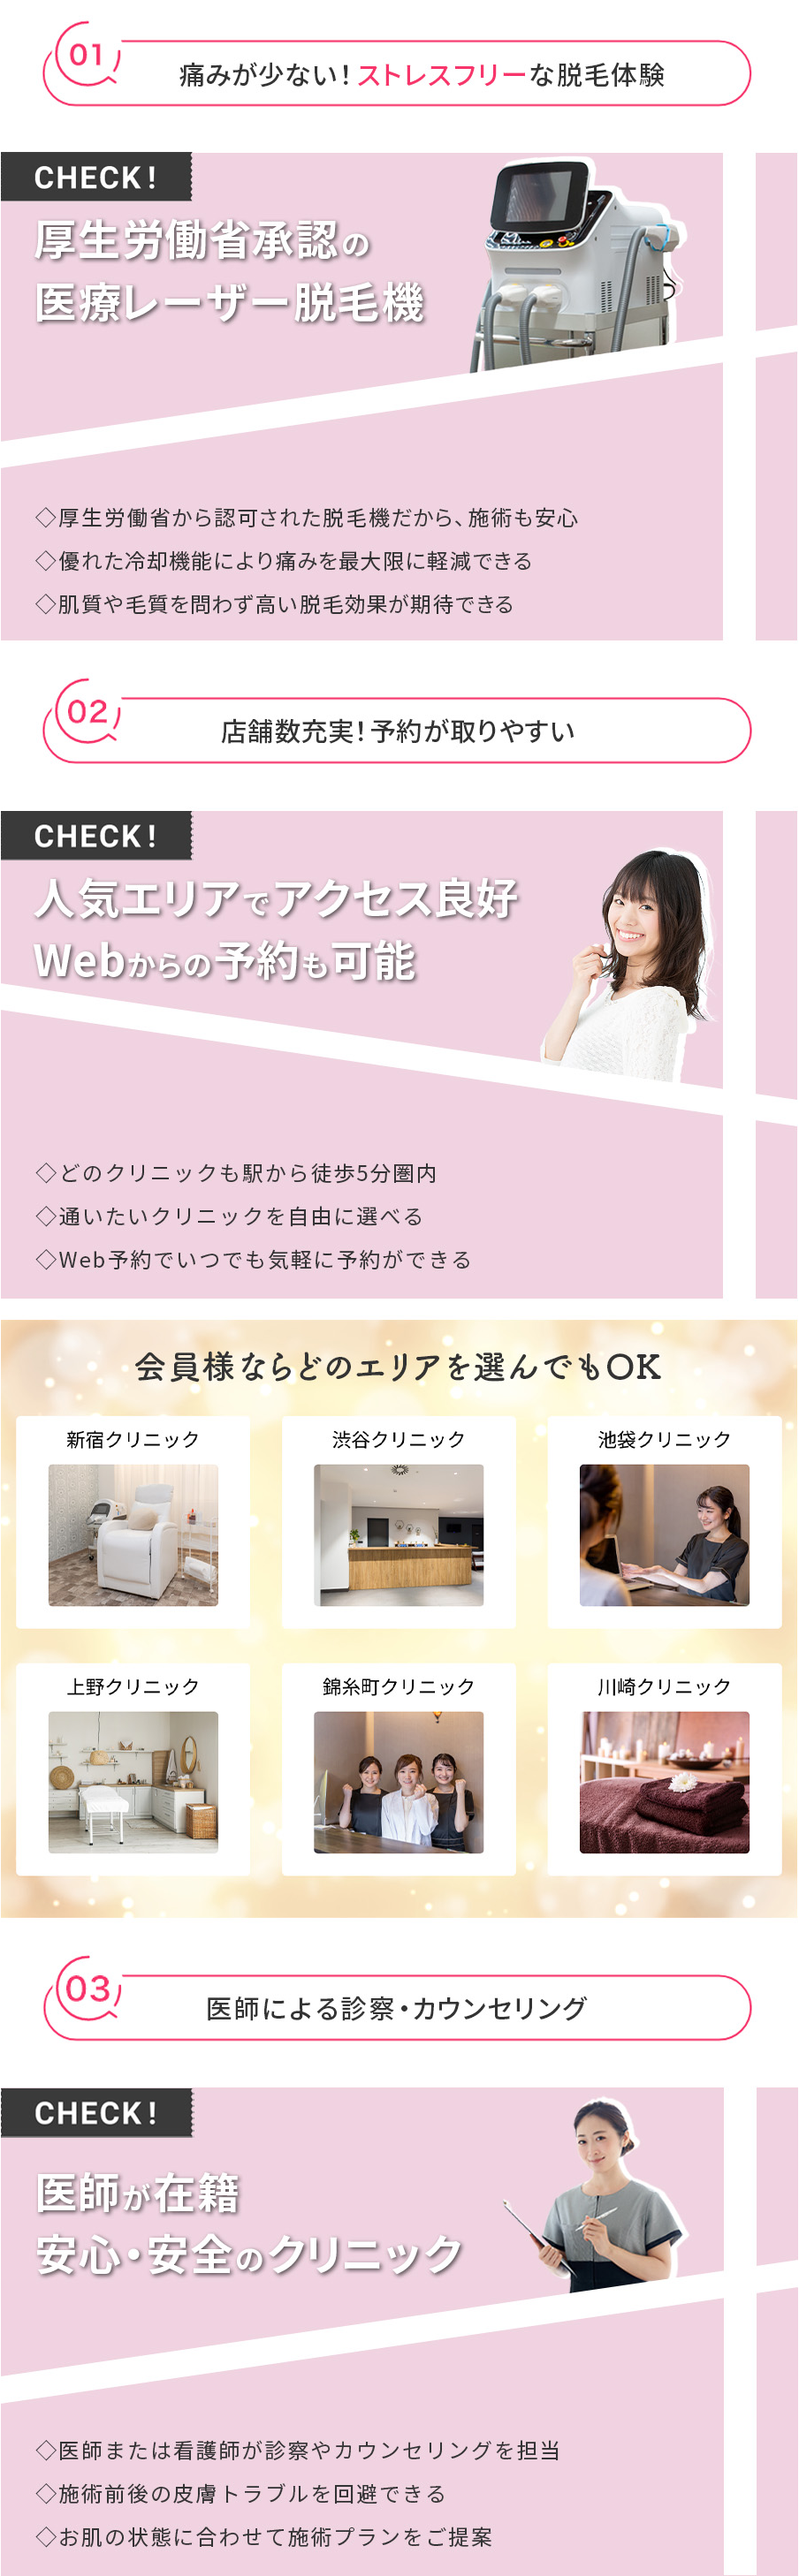 01
痛みが少ない！ストレスフリーな脱毛体験
CHECK！
厚生労働省承認の
医療レーザー脱毛機
◇厚生労働省から認可された脱毛機だから、施術も安心
◇優れた冷却機能により痛みを最大限に軽減できる
◇肌質や毛質を問わず高い脱毛効果が期待できる
02
店舗数充実！予約が取りやすい
CHECK！
人気エリアでアクセス良好
Webからの予約も可能
◇どのクリニックも駅から徒歩5分圏内
◇通いたいクリニックを自由に選べる
◇Web予約でいつでも気軽に予約ができる
会員様ならどのエリアを選んでもOK
新宿クリニック
渋谷クリニック
池袋クリニック
上野クリニック
錦糸町クリニック
川崎クリニック
03
医師による診察・カウンセリング
CHECK！
医師が在籍
安心・安全のクリニック
◇医師または看護師が診察やカウンセリングを担当
◇施術前後の皮膚トラブルを回避できる
◇お肌の状態に合わせて施術プランをご提案